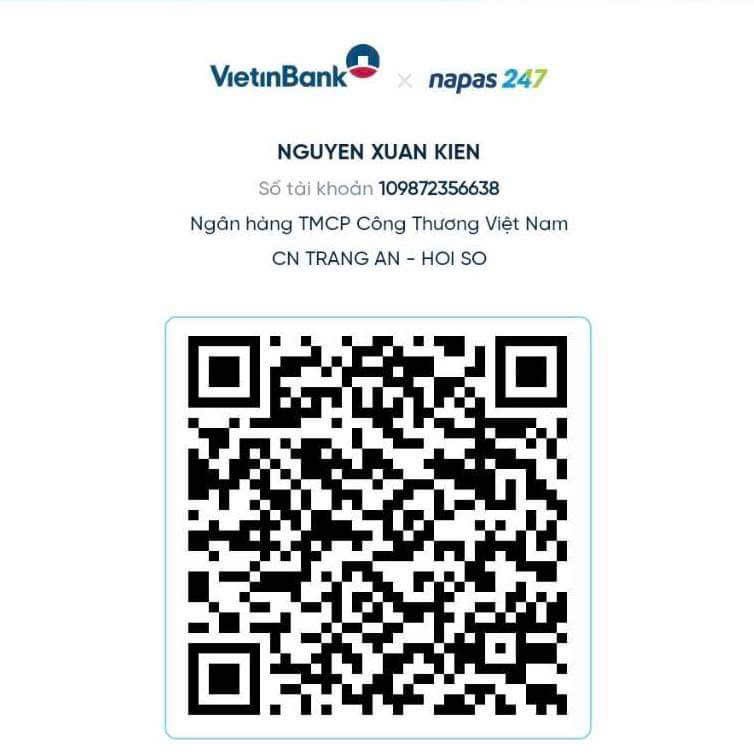 VietinBank × napas 247
NGUYEN XUAN KIEN
Số tài khoản 109872356638
Ngân hàng TMCP Công Thương Việt Nam
CN TRANG AN - HOI SO